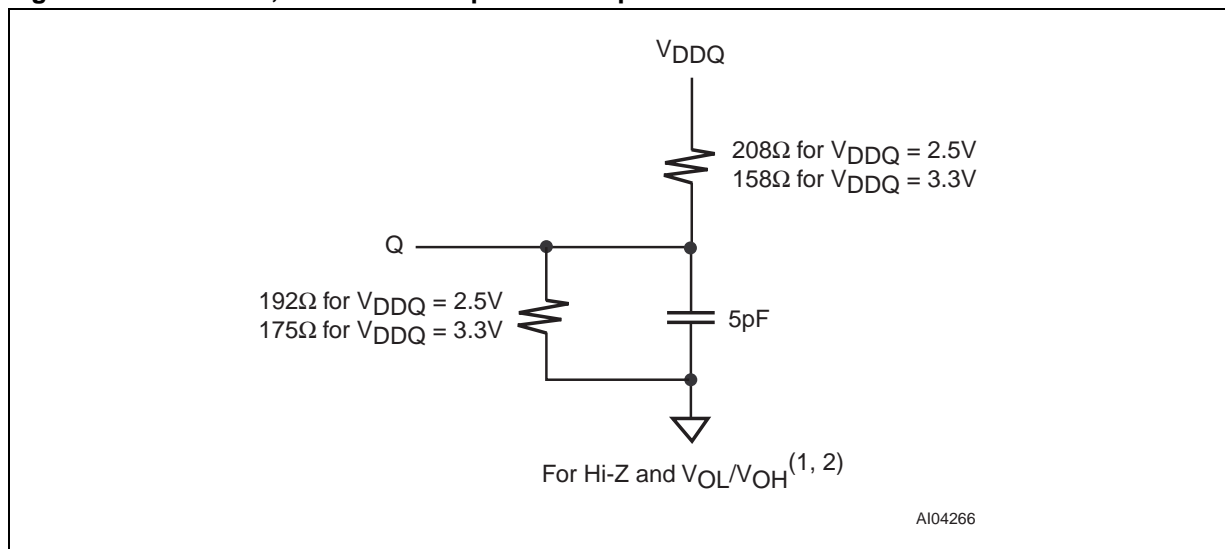 V_DDQ
208Ω for V_DDQ = 2.5V
158Ω for V_DDQ = 3.3V
Q
192Ω for V_DDQ = 2.5V
175Ω for V_DDQ = 3.3V
5pF
For Hi-Z and V_OL/V_OH(1, 2)
AI04266